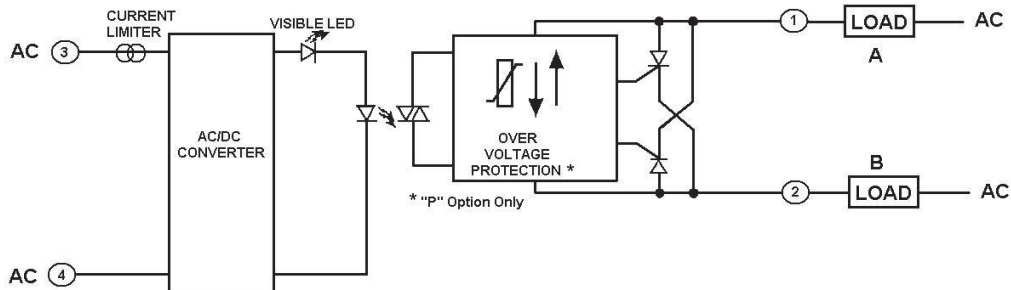 CURRENT
LIMITER
VISIBLE LED
AC 3
AC/DC
CONVERTER
OVER
VOLTAGE
PROTECTION *
* "P" Option Only
1
LOAD
AC
A
B
2
LOAD
AC
AC 4